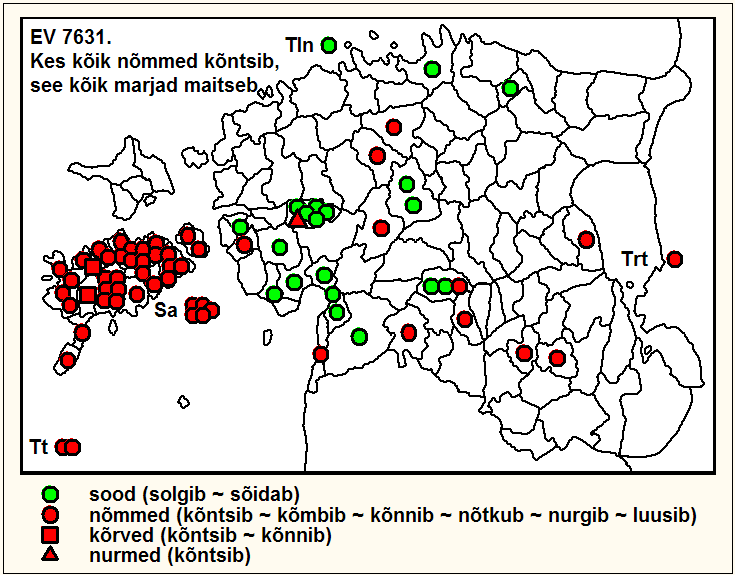 EV 7631.
Kes kõik nõmmed kõntsib,
see kõik marjad maitseb.
Tln
Trt
Sa
Tt
sood (solgib ~ sõidab)
nõmmed (kõntsib ~ kõmbib ~ kõnnib ~ nõtkub ~ nurgib ~ luusib)
kõrved (kõntsib ~ kõnnib)
nurmed (kõntsib)